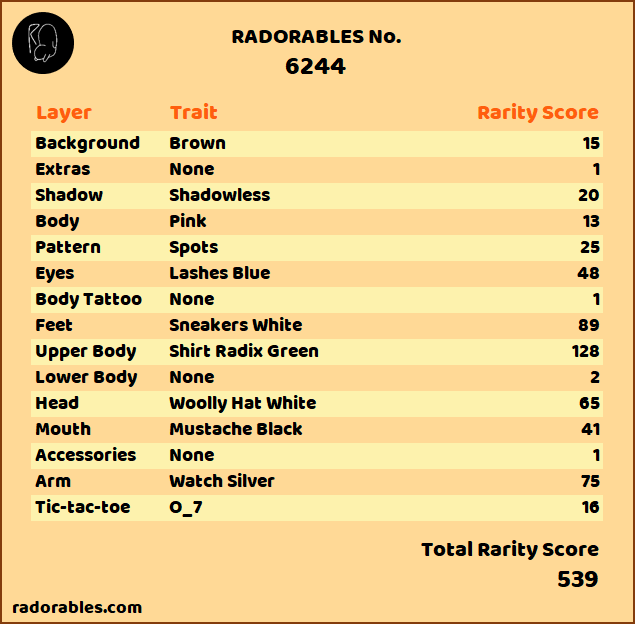 RADORABLES No.
6244
Layer Trait Rarity Score
Background Brown 15
Extras None 1
Shadow Shadowless 20
Body Pink 13
Pattern Spots 25
Eyes Lashes Blue 48
Body Tattoo None 1
Feet Sneakers White 89
Upper Body Shirt Radix Green 128
Lower Body None 2
Head Woolly Hat White 65
Mouth Mustache Black 41
Accessories None 1
Arm Watch Silver 75
Tic-tac-toe O_7 16
Total Rarity Score
539
radorables.com